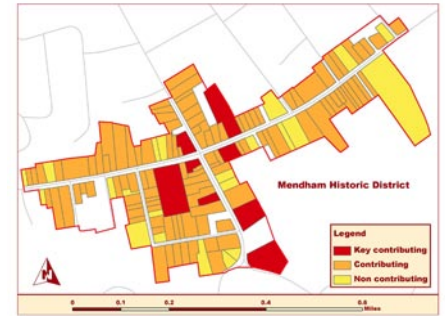 Mendham Historic District
Legend
Key contributing
Contributing
Non contributing
N
0 0.1 0.2 0.4 0.6
Miles